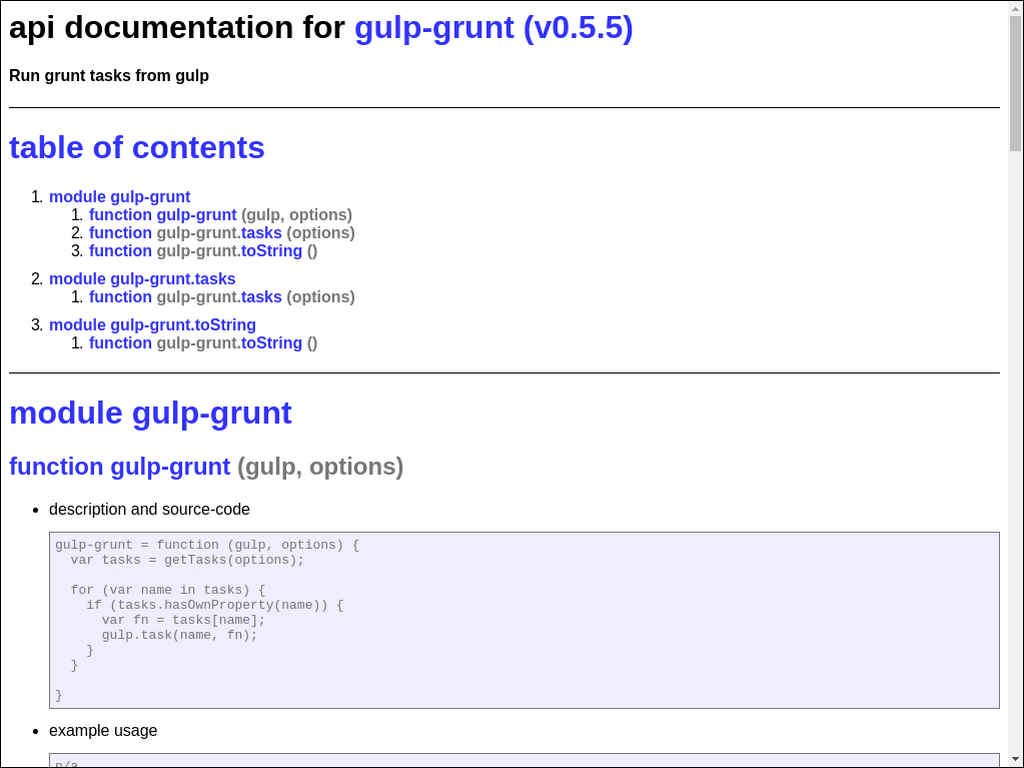 api documentation for gulp-grunt (v0.5.5)
Run grunt tasks from gulp
table of contents
1. module gulp-grunt
1. function gulp-grunt (gulp, options)
2. function gulp-grunt.tasks (options)
3. function gulp-grunt.toString ()
2. module gulp-grunt.tasks
1. function gulp-grunt.tasks (options)
3. module gulp-grunt.toString
1. function gulp-grunt.toString ()
module gulp-grunt
function gulp-grunt (gulp, options)
• description and source-code
gulp-grunt = function (gulp, options) {
  var tasks = getTasks(options);

  for (var name in tasks) {
    if (tasks.hasOwnProperty(name)) {
      var fn = tasks[name];
      gulp.task(name, fn);
    }
  }

}
• example usage
n/a